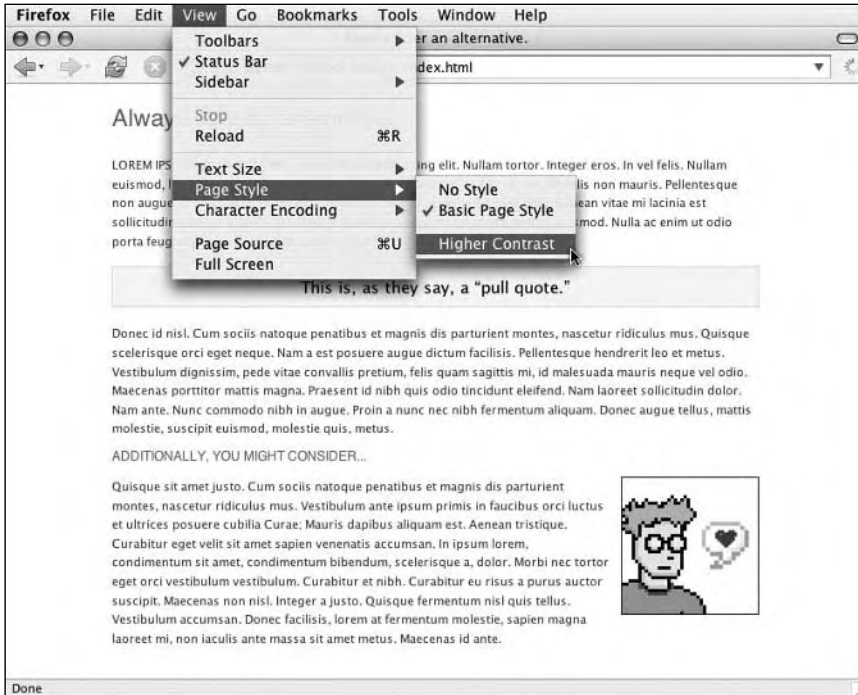 Firefox File Edit View Go Bookmarks Tools Window Help
er an alternative.
dex.html
Toolbars
✓ Status Bar
Sidebar
Stop
Reload ⌘R
Text Size
Page Style
Character Encoding
Page Source ⌘U
Full Screen
No Style
✓ Basic Page Style
Higher Contrast
Alway
LOREM IPS ing elit. Nullam tortor. Integer eros. In vel felis. Nullam
euismod, lis non mauris. Pellentesque
non augue ean vitae mi lacinia est
sollicitudin smod. Nulla ac enim ut odio
porta feug
This is, as they say, a “pull quote.”
Donec id nisl. Cum sociis natoque penatibus et magnis dis parturient montes, nascetur ridiculus mus. Quisque
scelerisque orci eget neque. Nam a est posuere augue dictum facilisis. Pellentesque hendrerit leo et metus.
Vestibulum dignissim, pede vitae convallis pretium, felis quam sagittis mi, id malesuada mauris neque vel odio.
Maecenas porttitor mattis magna. Praesent id nibh quis odio tincidunt eleifend. Nam laoreet sollicitudin dolor.
Nam ante. Nunc commodo nibh in augue. Proin a nunc nec nibh fermentum aliquam. Donec augue tellus, mattis
molestie, suscipit euismod, molestie quis, metus.
ADDITIONALLY, YOU MIGHT CONSIDER...
Quisque sit amet justo. Cum sociis natoque penatibus et magnis dis parturient
montes, nascetur ridiculus mus. Vestibulum ante ipsum primis in faucibus orci luctus
et ultrices posuere cubilia Curae; Mauris dapibus aliquam est. Aenean tristique.
Curabitur eget velit sit amet sapien venenatis accumsan. In ipsum lorem,
condimentum sit amet, condimentum bibendum, scelerisque a, dolor. Morbi nec tortor
eget orci vestibulum vestibulum. Curabitur et nibh. Curabitur eu risus a purus auctor
suscipit. Maecenas non nisl. Integer a justo. Quisque fermentum nisl quis tellus.
Vestibulum accumsan. Donec facilisis, lorem at fermentum molestie, sapien magna
laoreet mi, non iaculis ante massa sit amet metus. Maecenas id ante.
Done